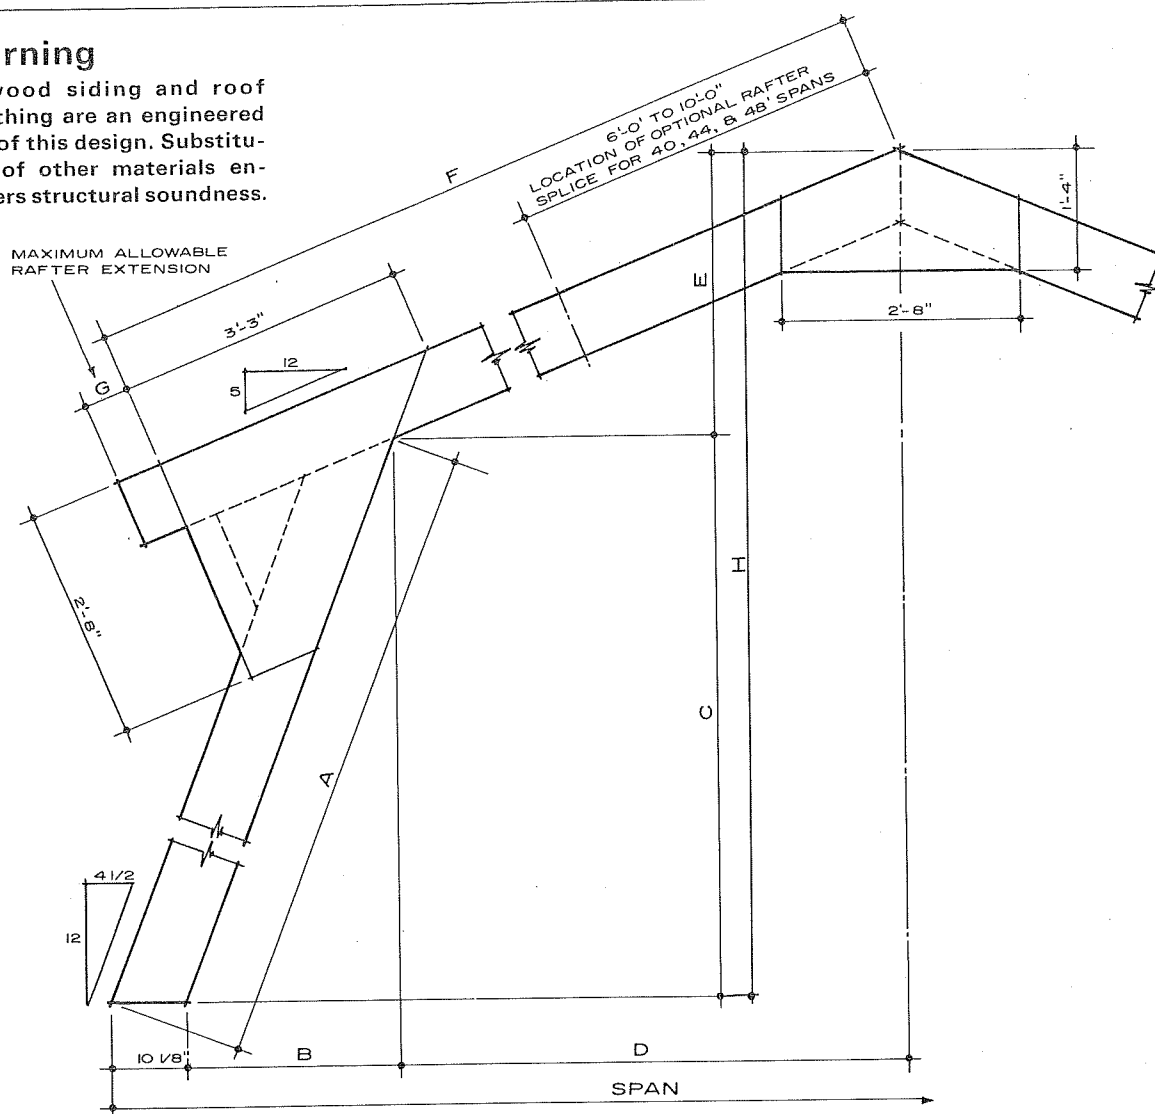 rning
wood siding and roof
thing are an engineered
of this design. Substitu-
of other materials en-
ers structural soundness.
MAXIMUM ALLOWABLE
RAFTER EXTENSION
F
6'-0' TO 10'-0"
LOCATION OF OPTIONAL RAFTER
SPLICE FOR 40, 44, & 48' SPANS
1'-4"
E
2'-8"
3'-3"
G
12
5
2'-8"
H
C
A
4 1/2
12
10 1/8"
B
D
SPAN